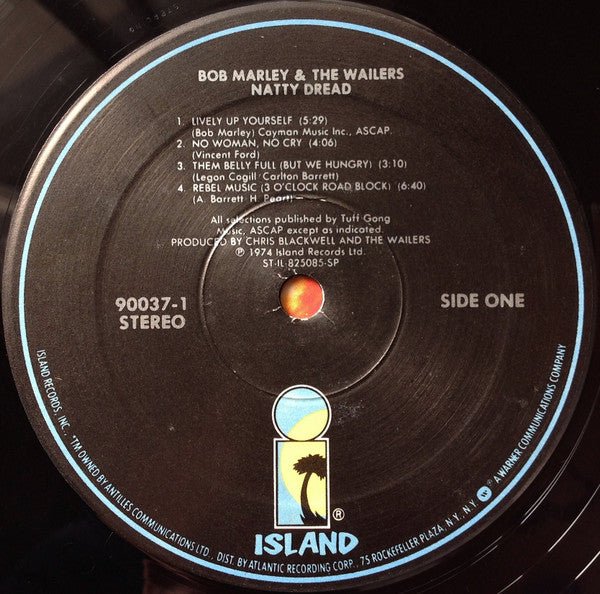 BOB MARLEY & THE WAILERS
NATTY DREAD
1. LIVELY UP YOURSELF (5:29)
(Bob Marley) Cayman Music Inc., ASCAP.
2. NO WOMAN, NO CRY (4:06)
(Vincent Ford)
3. THEM BELLY FULL (BUT WE HUNGRY) (3:10)
(Legan Cogill/Carlton Barrett)
4. REBEL MUSIC (3 O'CLOCK ROAD BLOCK) (6:40)
(A. Barrett-H. Peart)
All selections published by Tuff Gong
Music, ASCAP except as indicated.
PRODUCED BY CHRIS BLACKWELL AND THE WAILERS
℗ 1974 Island Records Ltd.
ST-IL-825085-SP
90037-1
STEREO
SIDE ONE
®
ISLAND
ISLAND RECORDS, INC., *TM OWNED BY ANTILLES COMMUNICATIONS LTD., DIST. BY ATLANTIC RECORDING CORP., 75 ROCKEFELLER PLAZA, N.Y., N.Y. W ® A WARNER COMMUNICATIONS COMPANY